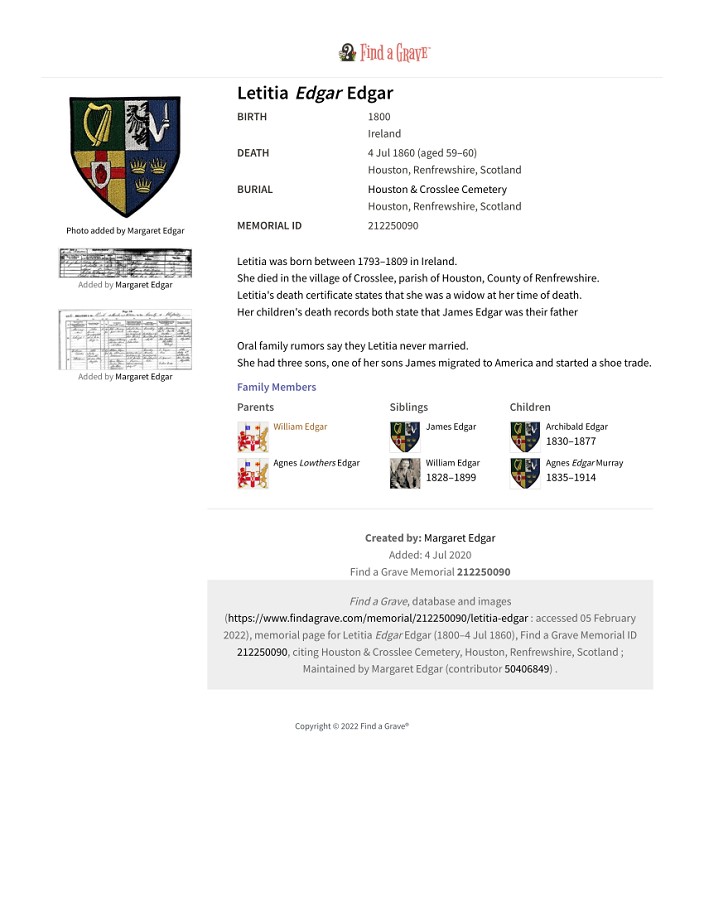 Find a Grave™
Letitia Edgar Edgar
BIRTH 1800
Ireland
DEATH 4 Jul 1860 (aged 59–60)
Houston, Renfrewshire, Scotland
BURIAL Houston & Crosslee Cemetery
Houston, Renfrewshire, Scotland
MEMORIAL ID 212250090
Photo added by Margaret Edgar
Added by Margaret Edgar
Added by Margaret Edgar
Letitia was born between 1793–1809 in Ireland.
She died in the village of Crosslee, parish of Houston, County of Renfrewshire.
Letitia's death certificate states that she was a widow at her time of death.
Her children's death records both state that James Edgar was their father
Oral family rumors say they Letitia never married.
She had three sons, one of her sons James migrated to America and started a shoe trade.
Family Members
Parents
William Edgar
Agnes Lowthers Edgar
Siblings
James Edgar
William Edgar
1828–1899
Children
Archibald Edgar
1830–1877
Agnes Edgar Murray
1835–1914
Created by: Margaret Edgar
Added: 4 Jul 2020
Find a Grave Memorial 212250090
Find a Grave, database and images
(https://www.findagrave.com/memorial/212250090/letitia-edgar : accessed 05 February
2022), memorial page for Letitia Edgar Edgar (1800–4 Jul 1860), Find a Grave Memorial ID
212250090, citing Houston & Crosslee Cemetery, Houston, Renfrewshire, Scotland ;
Maintained by Margaret Edgar (contributor 50406849) .
Copyright © 2022 Find a Grave®